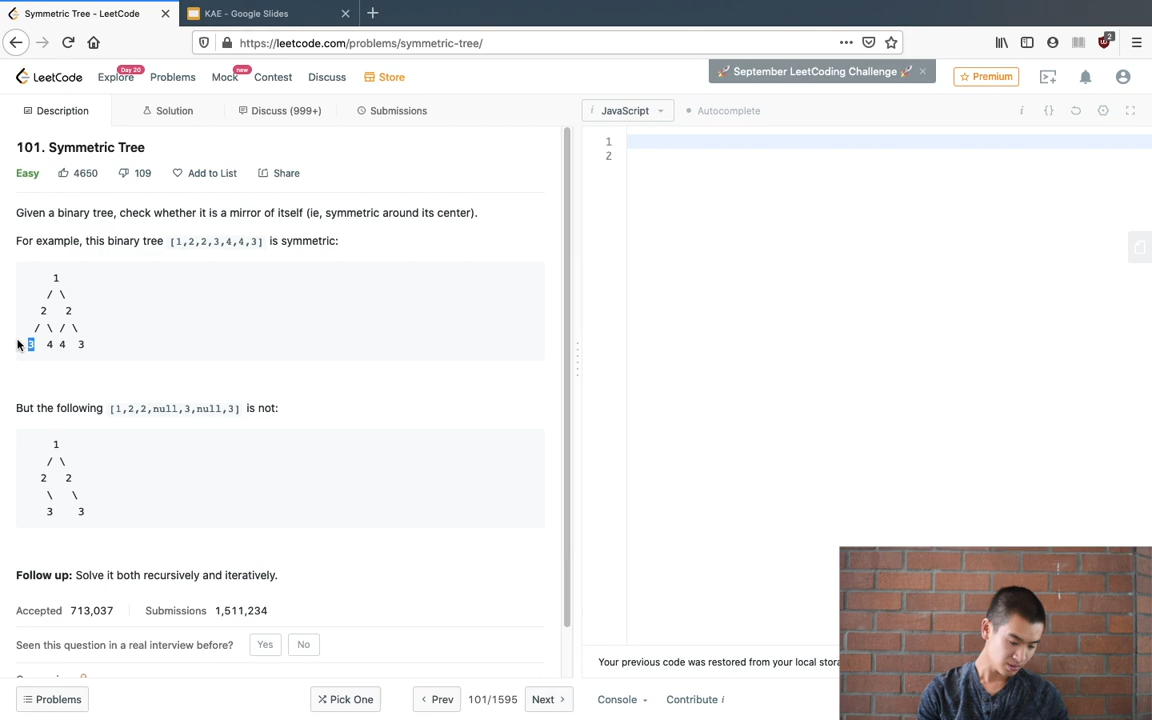 Symmetric Tree - LeetCode
KAE - Google Slides
https://leetcode.com/problems/symmetric-tree/
2
LeetCode
Explore
Day 20
Problems
Mock
new
Contest
Discuss
Store
🚀 September LeetCoding Challenge 🚀
Premium
Description
Solution
Discuss (999+)
Submissions
i JavaScript
Autocomplete
i {}
101. Symmetric Tree
1
2
Easy 4650 109 Add to List Share
Given a binary tree, check whether it is a mirror of itself (ie, symmetric around its center).
For example, this binary tree [1,2,2,3,4,4,3] is symmetric:
1
/ \
2 2
/ \ / \
3 4 4 3
But the following [1,2,2,null,3,null,3] is not:
1
/ \
2 2
\ \
3 3
Follow up: Solve it both recursively and iteratively.
Accepted 713,037 Submissions 1,511,234
Seen this question in a real interview before? Yes No
Your previous code was restored from your local stora
Problems
Pick One
Prev
101/1595
Next
Console
Contribute i